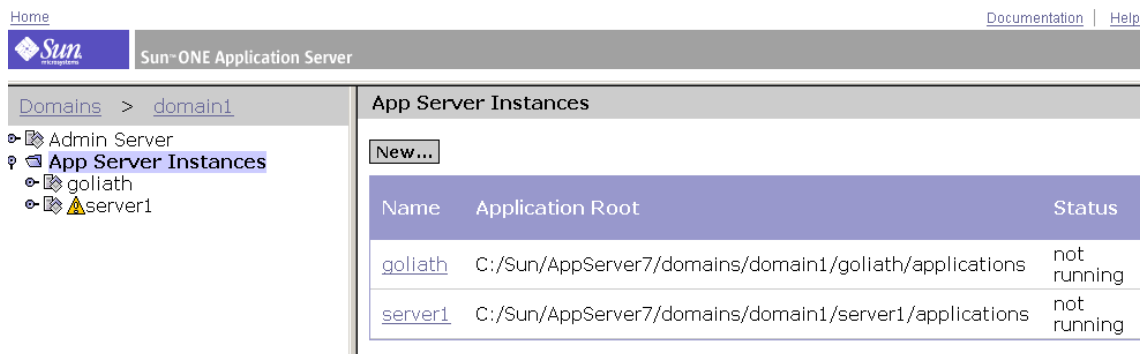 Home
Documentation | Help
Sun
microsystems
Sun™ ONE Application Server
Domains > domain1
Admin Server
App Server Instances
goliath
server1
App Server Instances
New...
Name Application Root Status
goliath C:/Sun/AppServer7/domains/domain1/goliath/applications not running
server1 C:/Sun/AppServer7/domains/domain1/server1/applications not running